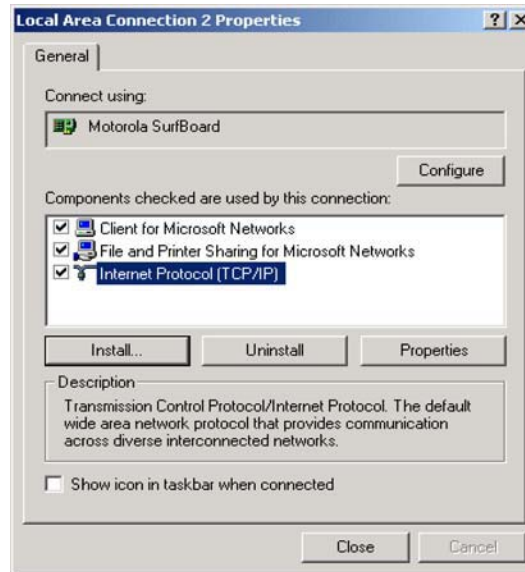 Local Area Connection 2 Properties
General
Connect using:
Motorola SurfBoard
Configure
Components checked are used by this connection:
Client for Microsoft Networks
File and Printer Sharing for Microsoft Networks
Internet Protocol (TCP/IP)
Install... Uninstall Properties
Description
Transmission Control Protocol/Internet Protocol. The default
wide area network protocol that provides communication
across diverse interconnected networks.
Show icon in taskbar when connected
Close Cancel